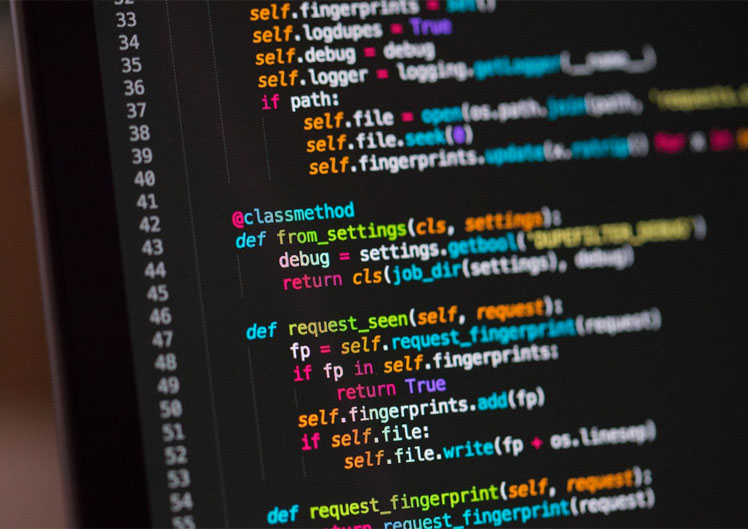 32
33 self.fingerprints = set()
34 self.logdupes = True
35 self.debug = debug
36 self.logger = logging.getLogger(__name__)
37 if path:
38 self.file = open(os.path.join(path, 'requests.
39 self.file.seek(0)
40 self.fingerprints.update(x.rstrip() for x in
41
42 @classmethod
43 def from_settings(cls, settings):
44 debug = settings.getbool('DUPEFILTER_DEBUG')
45 return cls(job_dir(settings), debug)
46
47 def request_seen(self, request):
48 fp = self.request_fingerprint(request)
49 if fp in self.fingerprints:
50 return True
51 self.fingerprints.add(fp)
52 if self.file:
53 self.file.write(fp + os.linesep)
54
55 def request_fingerprint(self, request):
return request_fingerprint(request)